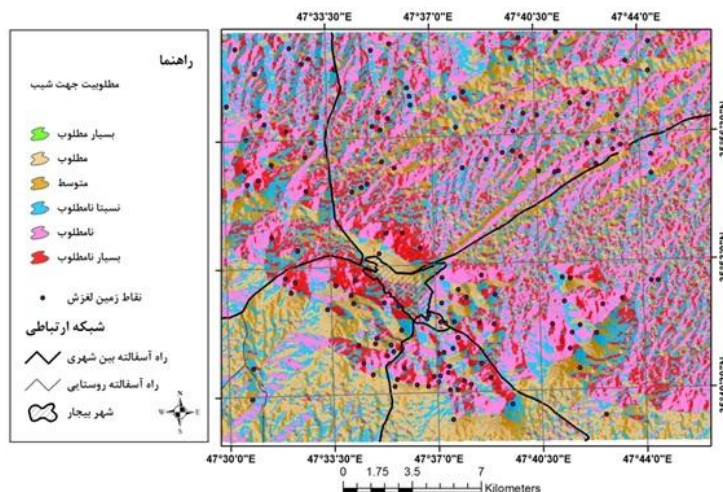 47°33'30"E 47°37'0"E 47°40'30"E 47°44'0"E
راهنما
مطلوبیت جهت شیب
بسیار مطلوب
مطلوب
متوسط
نسبتا نامطلوب
نامطلوب
بسیار نامطلوب
نقاط زمین لغزش
شبکه ارتباطی
راه آسفالته بین شهری
راه آسفالته روستایی
شهر بیجار
N
W E
S
35°53'0"N
47°30'0"E 47°33'30"E 47°37'0"E 47°40'30"E 47°44'0"E
0 1.75 3.5 7
Kilometers